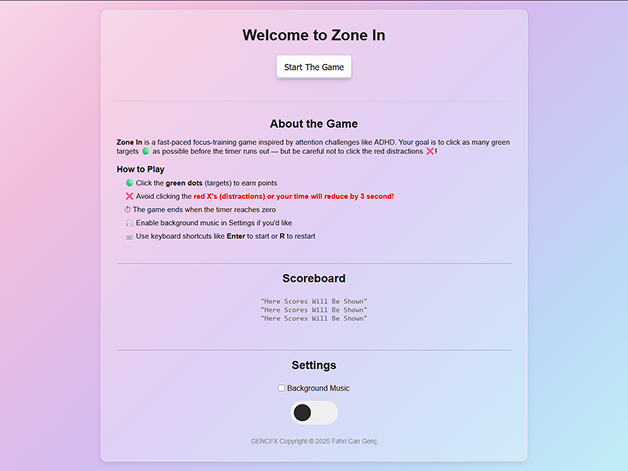 Welcome to Zone In
Start The Game
About the Game
Zone In is a fast-paced focus-training game inspired by attention challenges like ADHD. Your goal is to click as many green
targets 🟢 as possible before the timer runs out — but be careful not to click the red distractions ❌!
How to Play
🟢 Click the green dots (targets) to earn points
❌ Avoid clicking the red X's (distractions) or your time will reduce by 3 second!
⏱ The game ends when the timer reaches zero
🎧 Enable background music in Settings if you'd like
⌨️ Use keyboard shortcuts like Enter to start or R to restart
Scoreboard
"Here Scores Will Be Shown"
"Here Scores Will Be Shown"
"Here Scores Will Be Shown"
Settings
Background Music
GENCFX Copyright © 2025 Fahri Can Genç